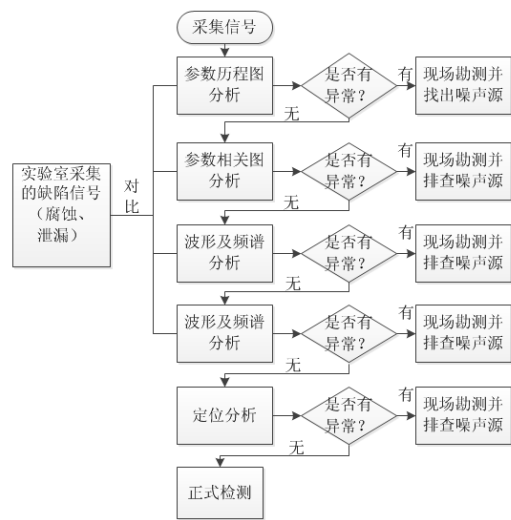 采集信号
参数历程图
分析
是否有
异常？
有
现场勘测并
找出噪声源
无
实验室采集
的缺陷信号
（腐蚀、
泄漏）
对
比
参数相关图
分析
是否有
异常？
有
现场勘测并
排查噪声源
无
波形及频谱
分析
是否有
异常？
有
现场勘测并
排查噪声源
无
波形及频谱
分析
是否有
异常？
有
现场勘测并
排查噪声源
无
定位分析
是否有
异常？
有
现场勘测并
排查噪声源
无
正式检测